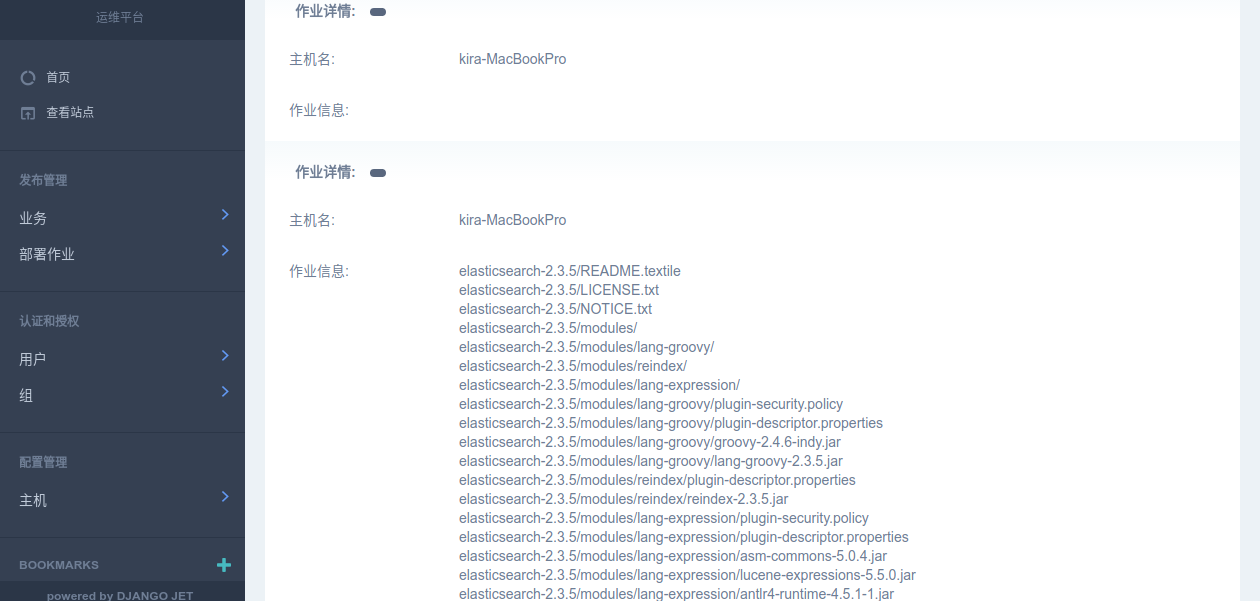 运维平台
首页
查看站点
发布管理
业务
部署作业
认证和授权
用户
组
配置管理
主机
BOOKMARKS
powered by DJANGO JET
作业详情:
主机名: kira-MacBookPro
作业信息:
作业详情:
主机名: kira-MacBookPro
作业信息: elasticsearch-2.3.5/README.textile
elasticsearch-2.3.5/LICENSE.txt
elasticsearch-2.3.5/NOTICE.txt
elasticsearch-2.3.5/modules/
elasticsearch-2.3.5/modules/lang-groovy/
elasticsearch-2.3.5/modules/reindex/
elasticsearch-2.3.5/modules/lang-expression/
elasticsearch-2.3.5/modules/lang-groovy/plugin-security.policy
elasticsearch-2.3.5/modules/lang-groovy/plugin-descriptor.properties
elasticsearch-2.3.5/modules/lang-groovy/groovy-2.4.6-indy.jar
elasticsearch-2.3.5/modules/lang-groovy/lang-groovy-2.3.5.jar
elasticsearch-2.3.5/modules/reindex/plugin-descriptor.properties
elasticsearch-2.3.5/modules/reindex/reindex-2.3.5.jar
elasticsearch-2.3.5/modules/lang-expression/plugin-security.policy
elasticsearch-2.3.5/modules/lang-expression/plugin-descriptor.properties
elasticsearch-2.3.5/modules/lang-expression/asm-commons-5.0.4.jar
elasticsearch-2.3.5/modules/lang-expression/lucene-expressions-5.5.0.jar
elasticsearch-2.3.5/modules/lang-expression/antlr4-runtime-4.5.1-1.jar